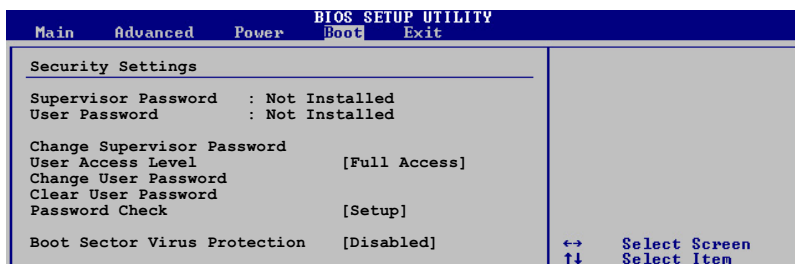 BIOS SETUP UTILITY
Main Advanced Power Boot Exit
Security Settings
Supervisor Password : Not Installed
User Password : Not Installed
Change Supervisor Password
User Access Level [Full Access]
Change User Password
Clear User Password
Password Check [Setup]
Boot Sector Virus Protection [Disabled]
←→ Select Screen
↑↓ Select Item